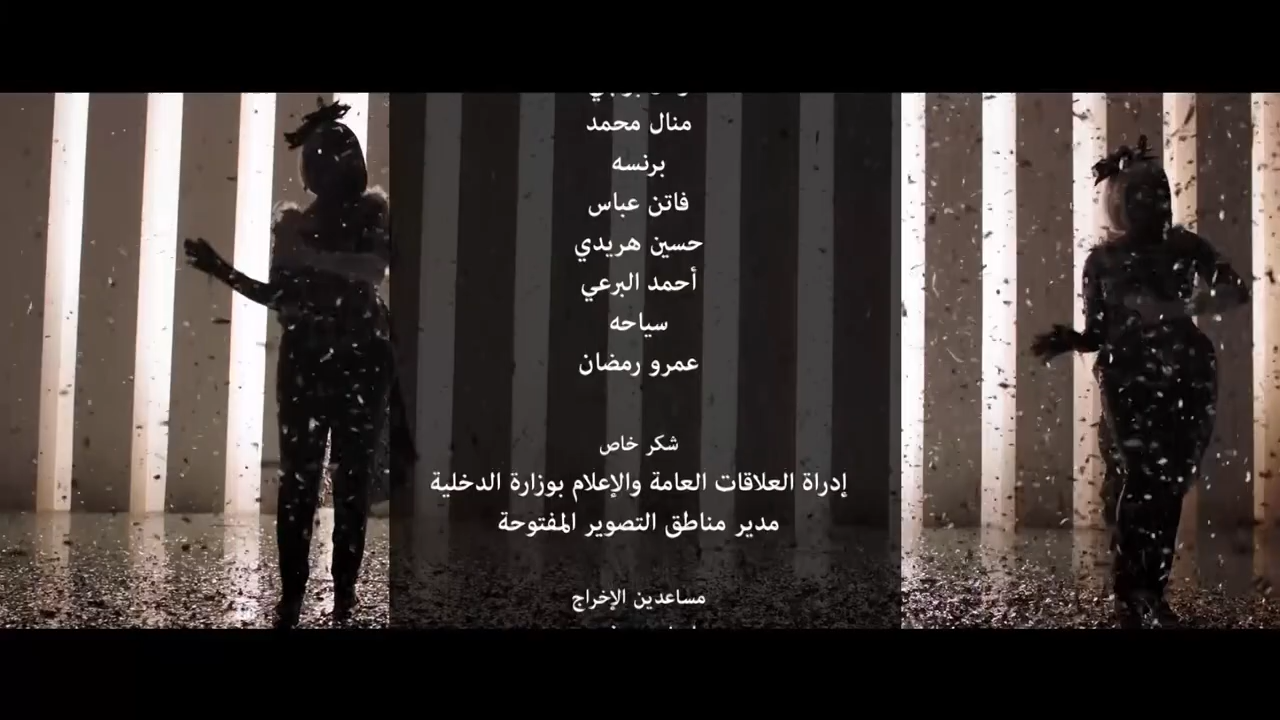 منال محمد
برنسه
فاتن عباس
حسين هريدي
أحمد البرعي
سياحه
عمرو رمضان
شكر خاص
إدراة العلاقات العامة والإعلام بوزارة الدخلية
مدير مناطق التصوير المفتوحة
مساعدين الإخراج